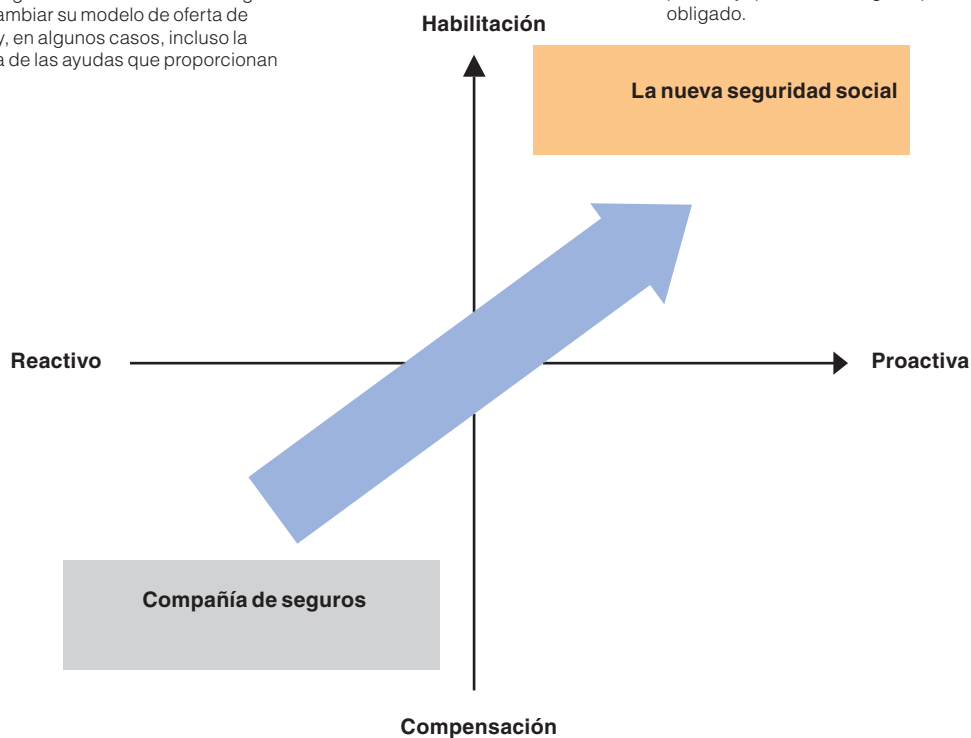 cambiar su modelo de oferta de
y, en algunos casos, incluso la
de las ayudas que proporcionan
obligado.
Habilitación
La nueva seguridad social
Reactivo
Proactiva
Compañía de seguros
Compensación